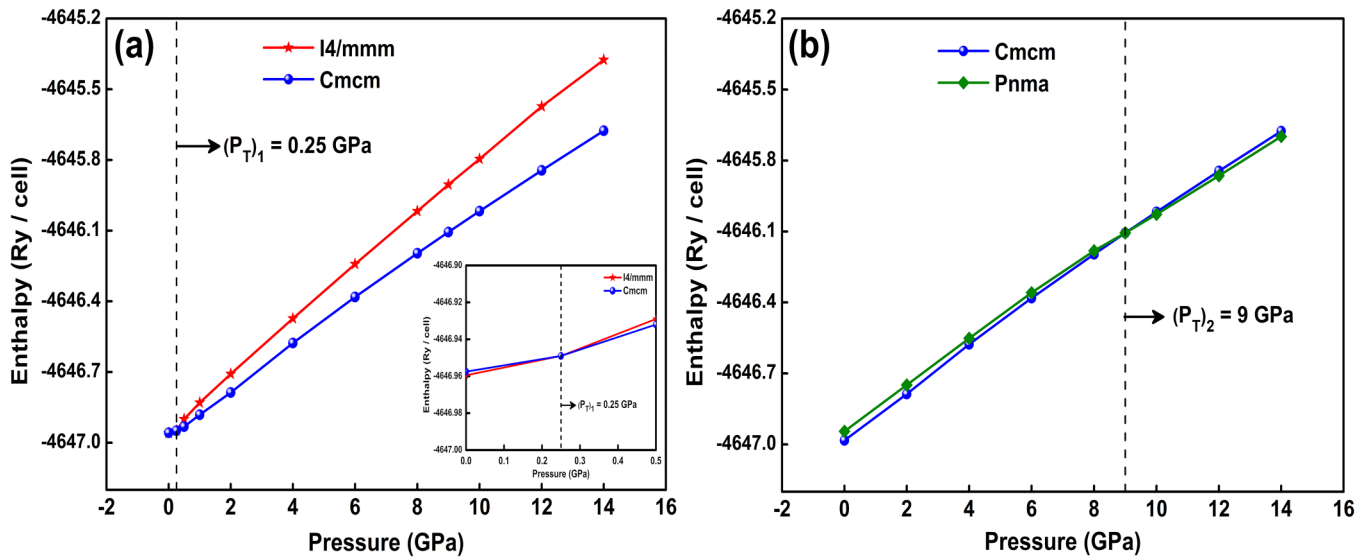 (a)
I4/mmm
Cmcm
(P_T)_1 = 0.25 GPa
Enthalpy (Ry / cell)
-4645.2
-4645.5
-4645.8
-4646.1
-4646.4
-4646.7
-4647.0
0 2 4 6 8 10 12 14 16
Pressure (GPa)
I4/mmm
Cmcm
(P_T)_1 = 0.25 GPa
Enthalpy (Ry / cell)
-4646.90
-4646.92
-4646.94
-4646.96
-4646.98
-4647.00
0.0 0.1 0.2 0.3 0.4 0.5
Pressure (GPa)
(b)
Cmcm
Pnma
(P_T)_2 = 9 GPa
Enthalpy (Ry / cell)
-4645.2
-4645.5
-4645.8
-4646.1
-4646.4
-4646.7
-4647.0
0 2 4 6 8 10 12 14 16
Pressure (GPa)